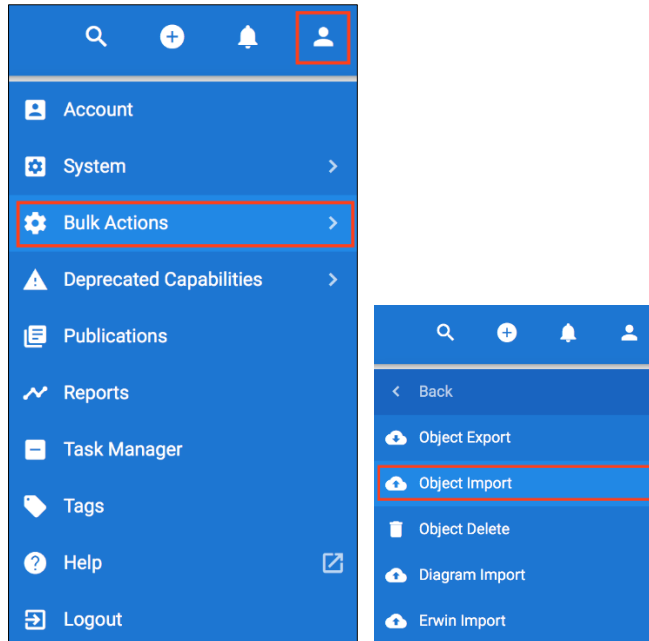 Account
System
Bulk Actions
Deprecated Capabilities
Publications
Reports
Task Manager
Tags
Help
Logout
Back
Object Export
Object Import
Object Delete
Diagram Import
Erwin Import